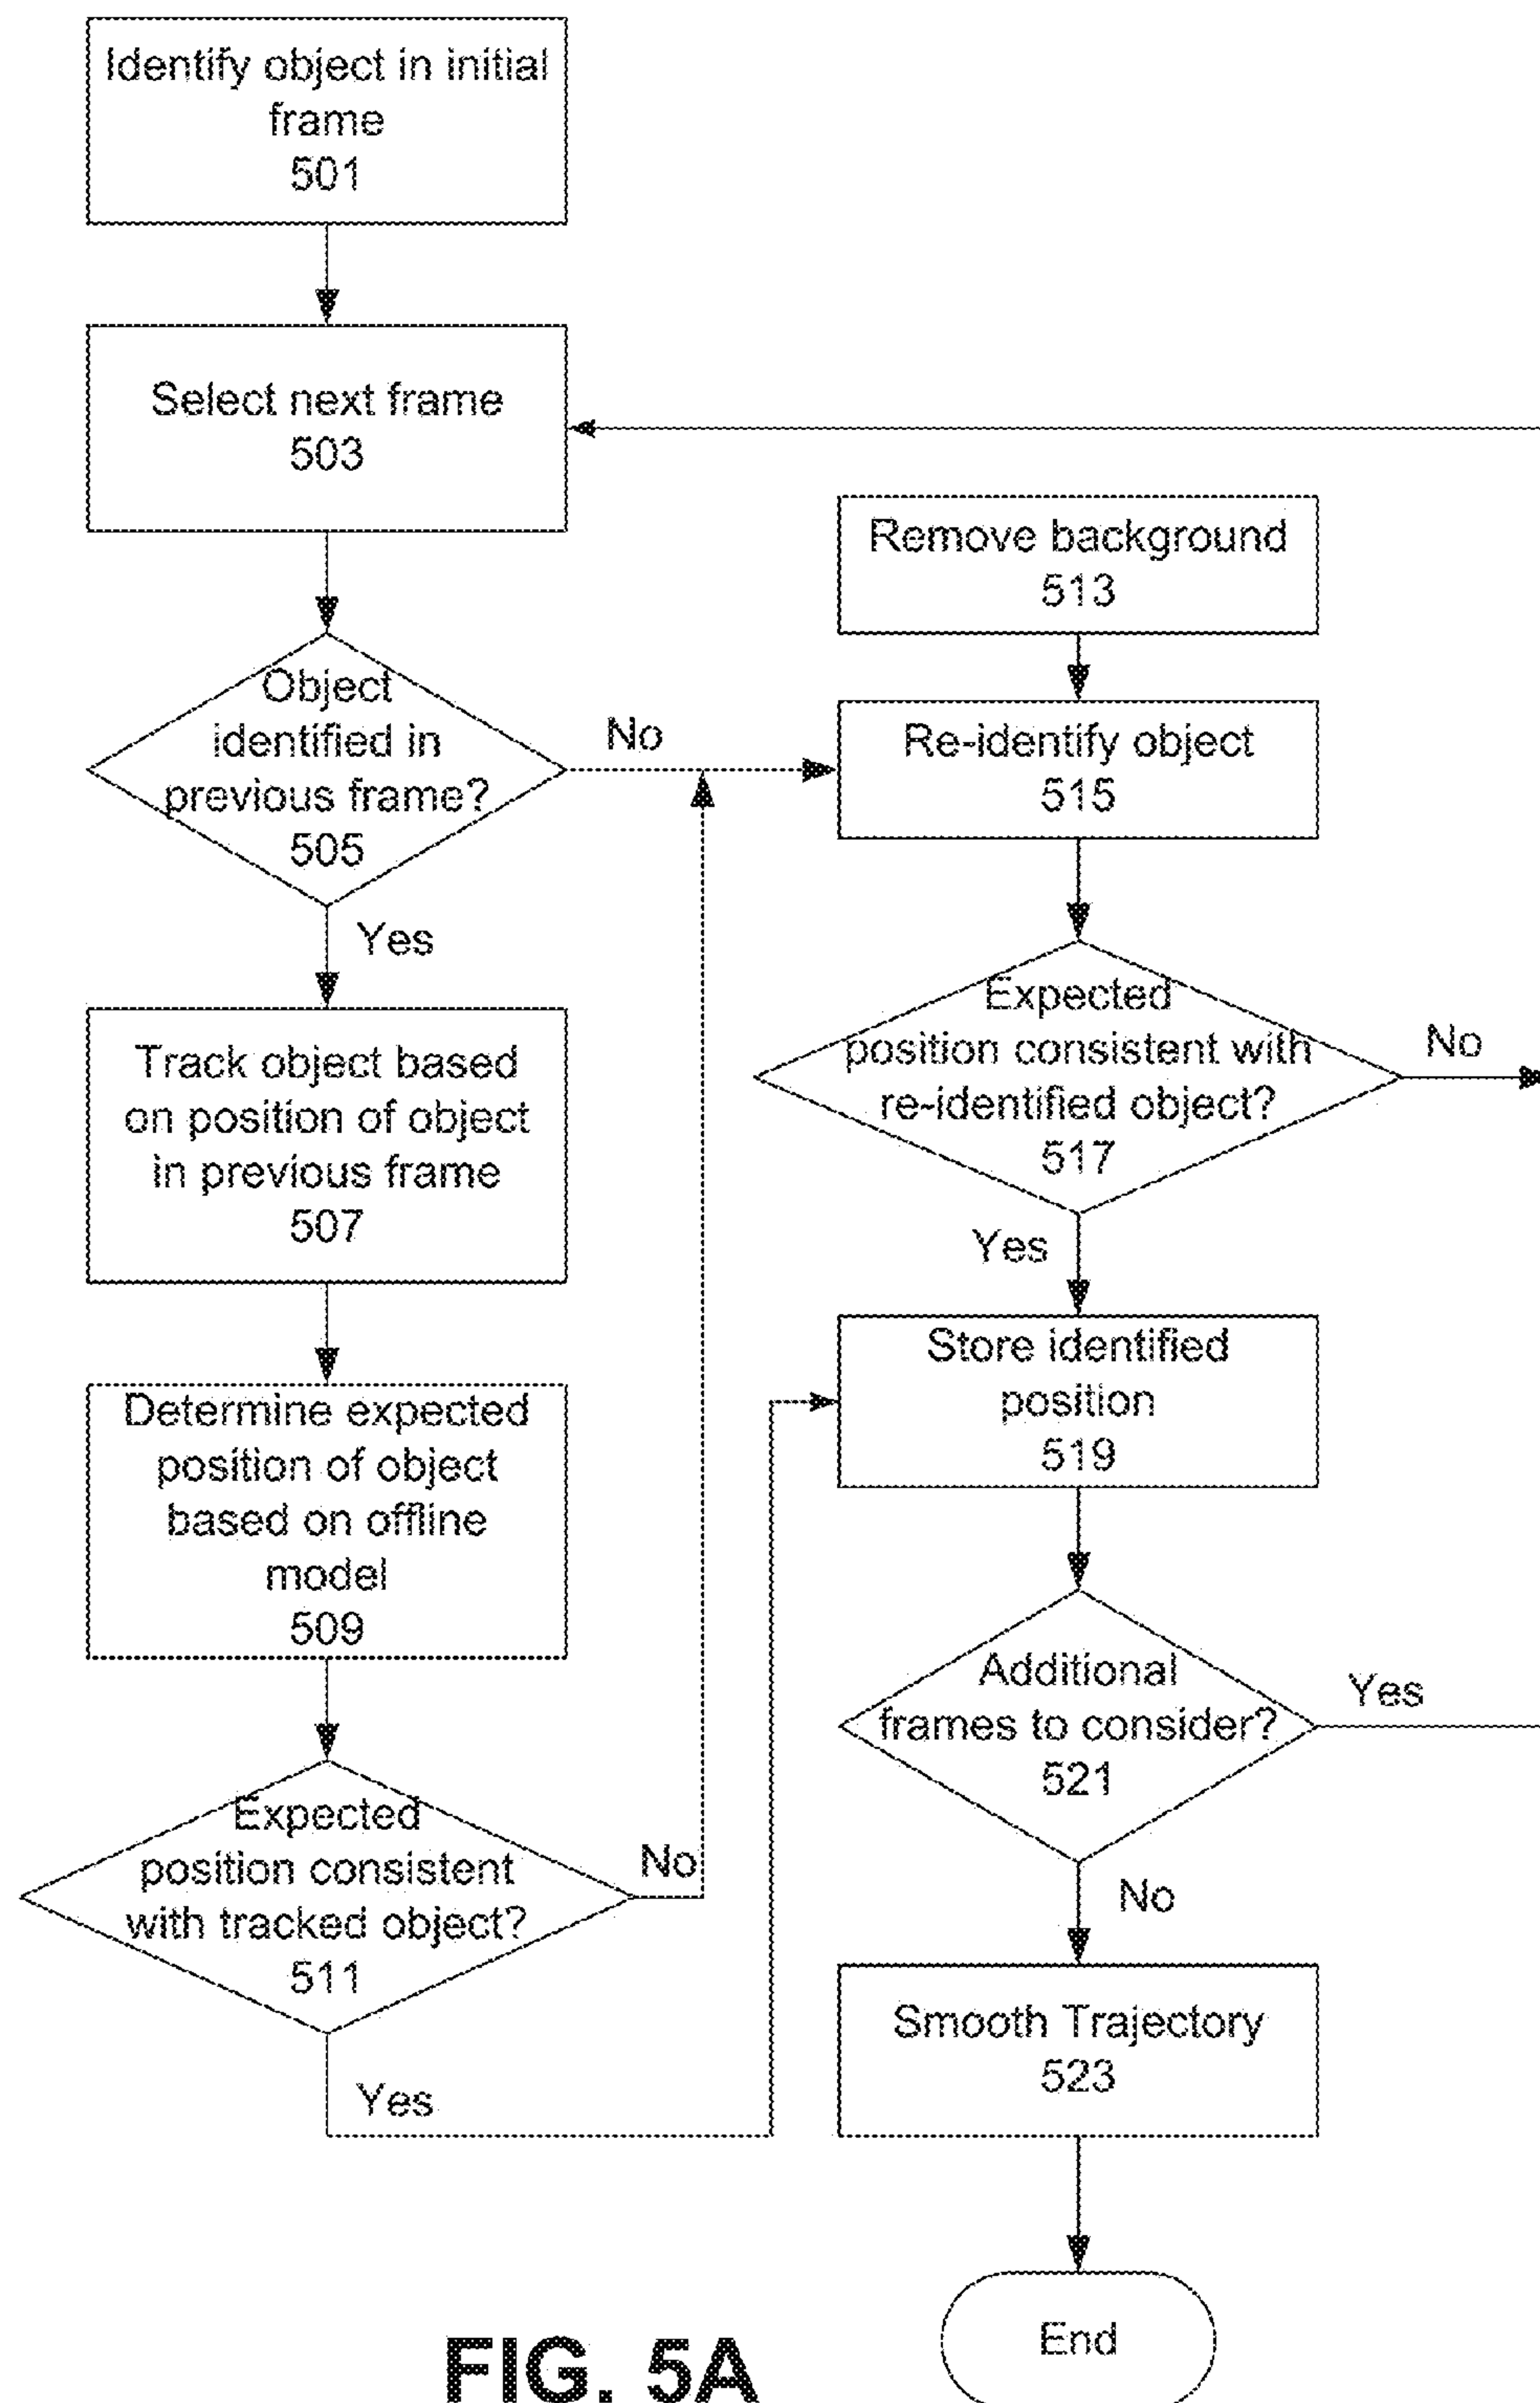 Identify object in initial
frame
501
Select next frame
503
Object
identified in
previous frame?
505
No
Yes
Track object based
on position of object
in previous frame
507
Determine expected
position of object
based on offline
model
509
Expected
position consistent
with tracked object?
511
No
Yes
Remove background
513
Re-identify object
515
Expected
position consistent with
re-identified object?
517
No
Yes
Store identified
position
519
Additional
frames to consider?
521
Yes
No
Smooth Trajectory
523
End
FIG. 5A